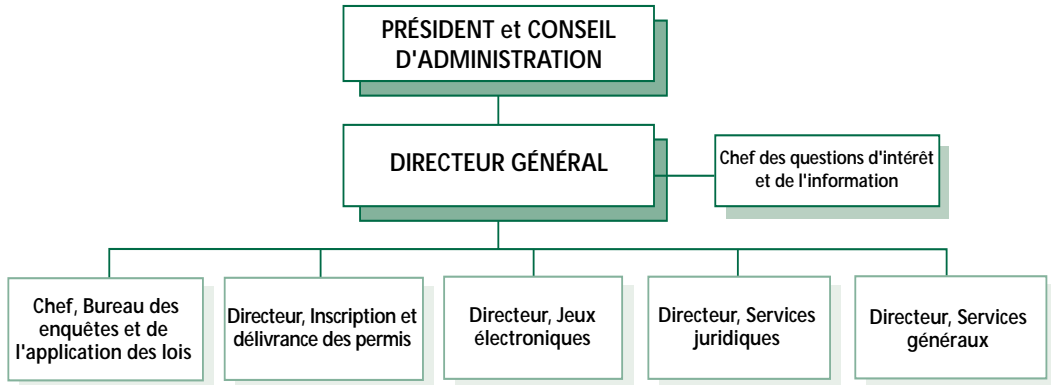 PRÉSIDENT et CONSEIL
D'ADMINISTRATION
DIRECTEUR GÉNÉRAL
Chef des questions d'intérêt
et de l'information
Chef, Bureau des
enquêtes et de
l'application des lois
Directeur, Inscription et
délivrance des permis
Directeur, Jeux
électroniques
Directeur, Services
juridiques
Directeur, Services
généraux